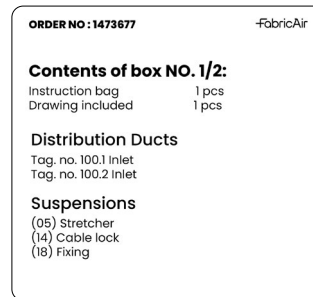 ORDER NO : 1473677 FabricAir
Contents of box NO. 1/2:
Instruction bag 1 pcs
Drawing included 1 pcs
Distribution Ducts
Tag. no. 100.1 Inlet
Tag. no. 100.2 Inlet
Suspensions
(05) Stretcher
(14) Cable lock
(18) Fixing